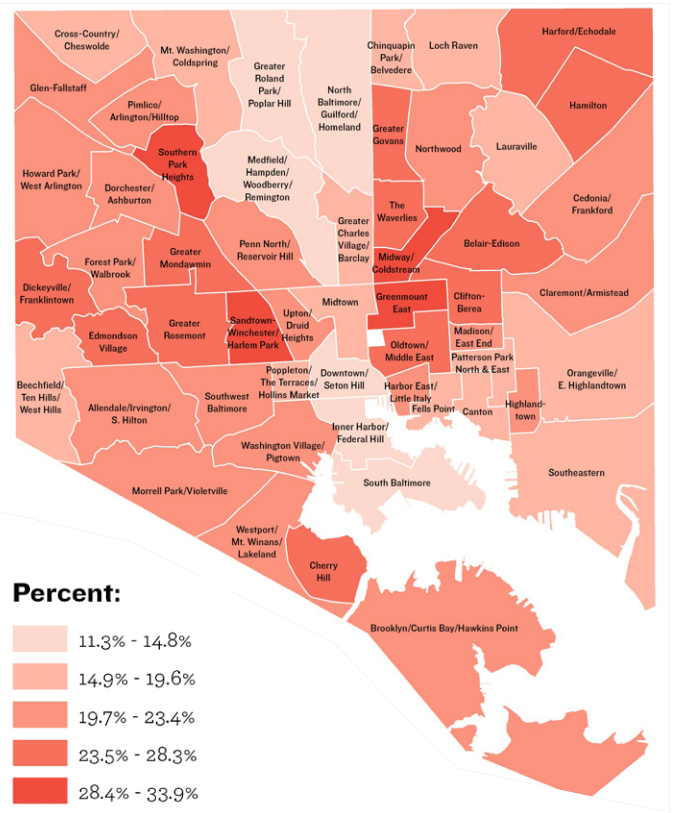 Cross-Country/
Cheswolde
Mt. Washington/
Coldspring
Greater
Roland
Park/
Poplar Hill
North
Baltimore/
Guilford/
Homeland
Chinquapin
Park/
Belvedere
Loch Raven
Harford/Echodale
Glen-Fallstaff
Pimlico/
Arlington/Hilltop
Hamilton
Greater
Govans
Northwood
Lauraville
Southern
Park
Heights
Howard Park/
West Arlington
Dorchester/
Ashburton
Medfield/
Hampden/
Woodberry/
Remington
Cedonia/
Frankford
The
Waverlies
Greater
Charles
Village/
Barclay
Belair-Edison
Penn North/
Reservoir Hill
Greater
Mondawmin
Forest Park/
Walbrook
Midway/
Coldstream
Dickeyville/
Franklintown
Claremont/Armistead
Midtown
Greenmount
East
Clifton-
Berea
Edmondson
Village
Greater
Rosemont
Sandtown-
Winchester/
Harlem Park
Upton/
Druid
Heights
Madison/
East End
Oldtown/
Middle East
Patterson Park
North & East
Orangeville/
E. Highlandtown
Beechfield/
Ten Hills/
West Hills
Allendale/Irvington/
S. Hilton
Southwest
Baltimore
Poppleton/
The Terraces/
Hollins Market
Downtown/
Seton Hill
Harbor East/
Little Italy
Fells Point
Canton
Highland-
town
Inner Harbor/
Federal Hill
Washington Village/
Pigtown
South Baltimore
Southeastern
Morrell Park/Violetville
Westport/
Mt. Winans/
Lakeland
Cherry
Hill
Brooklyn/Curtis Bay/Hawkins Point
Percent:
11.3% - 14.8%
14.9% - 19.6%
19.7% - 23.4%
23.5% - 28.3%
28.4% - 33.9%